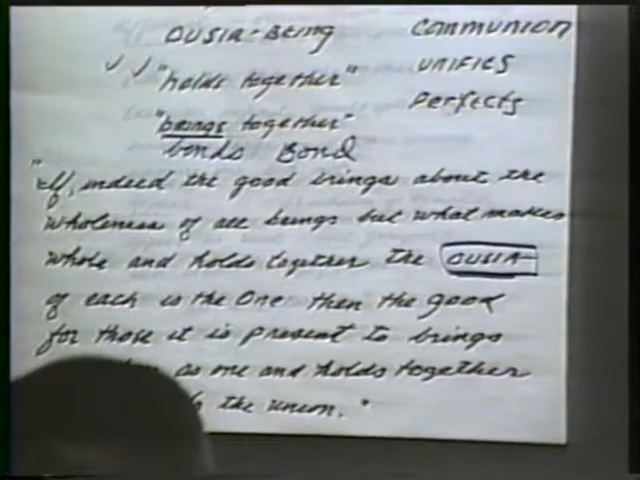 OUSIA-BEING COMMUNION
"holds together" UNIFIES
PERFECTS
"brings together"
bonds Bond
"If, indeed the good brings about the
wholeness of all beings but what makes
whole and holds together the OUSIA
of each is the One then the good
for those it is present to brings
as one and holds together
the union."